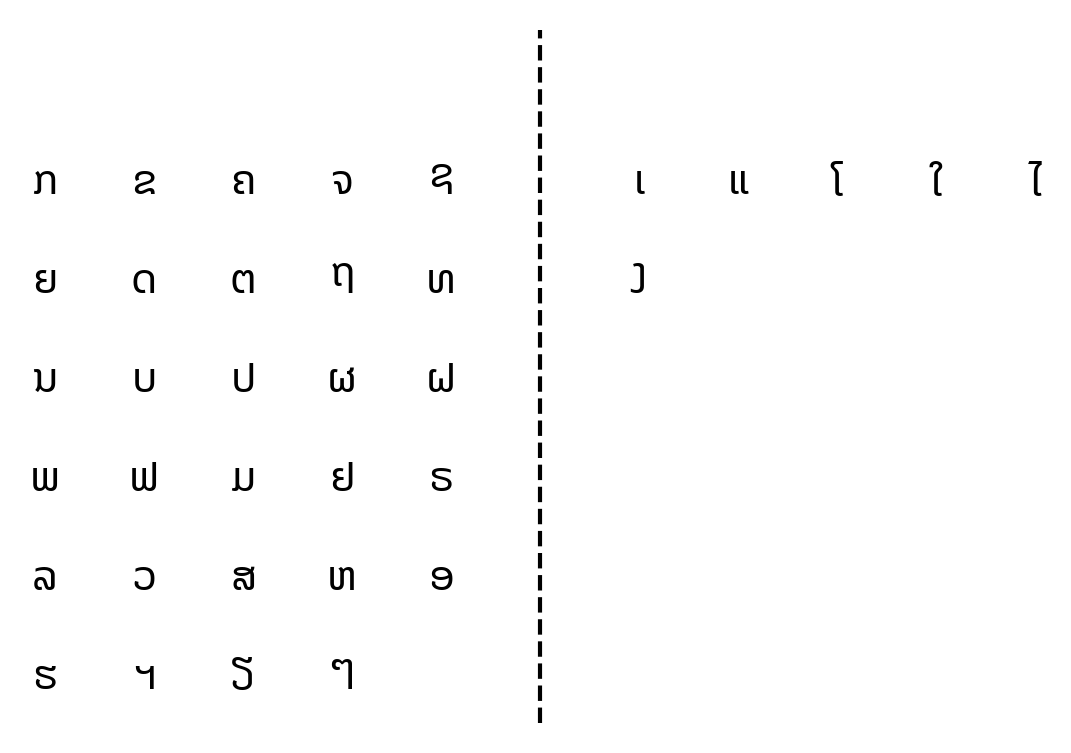 ກ ຂ ຄ ຈ ຊ ເ ແ ໂ ໃ ໄ
ຍ ດ ຕ ຖ ທ ງ
ນ ບ ປ ຜ ຝ
ພ ຟ ມ ຢ ຣ
ລ ວ ສ ຫ ອ
ຮ ຯ ຽ ໆ